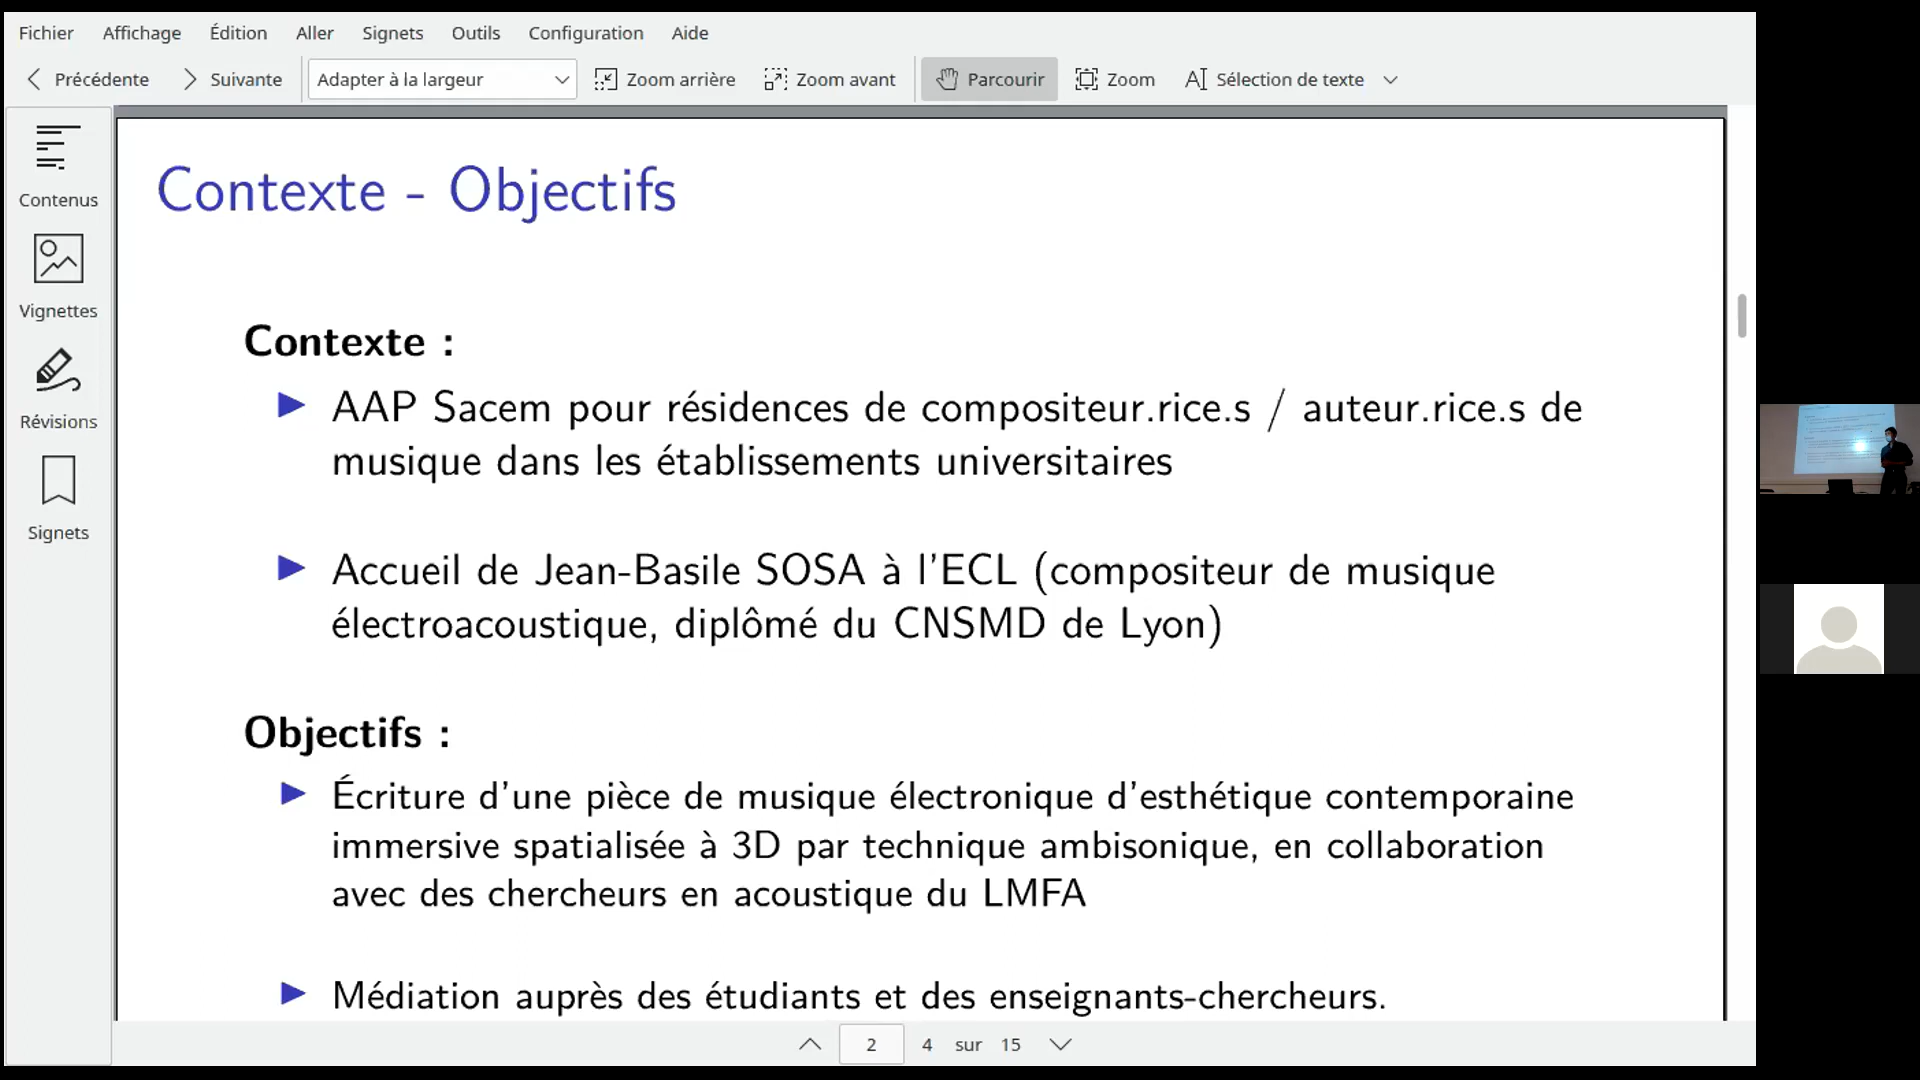 Fichier Affichage Édition Aller Signets Outils Configuration Aide
Précédente Suivante Adapter à la largeur Zoom arrière Zoom avant Parcourir Zoom Sélection de texte
Contenus
Vignettes
Révisions
Signets
Contexte - Objectifs
Contexte :
AAP Sacem pour résidences de compositeur.rice.s / auteur.rice.s de
musique dans les établissements universitaires
Accueil de Jean-Basile SOSA à l'ECL (compositeur de musique
électroacoustique, diplômé du CNSMD de Lyon)
Objectifs :
Écriture d'une pièce de musique électronique d'esthétique contemporaine
immersive spatialisée à 3D par technique ambisonique, en collaboration
avec des chercheurs en acoustique du LMFA
Médiation auprès des étudiants et des enseignants-chercheurs.
2 4 sur 15